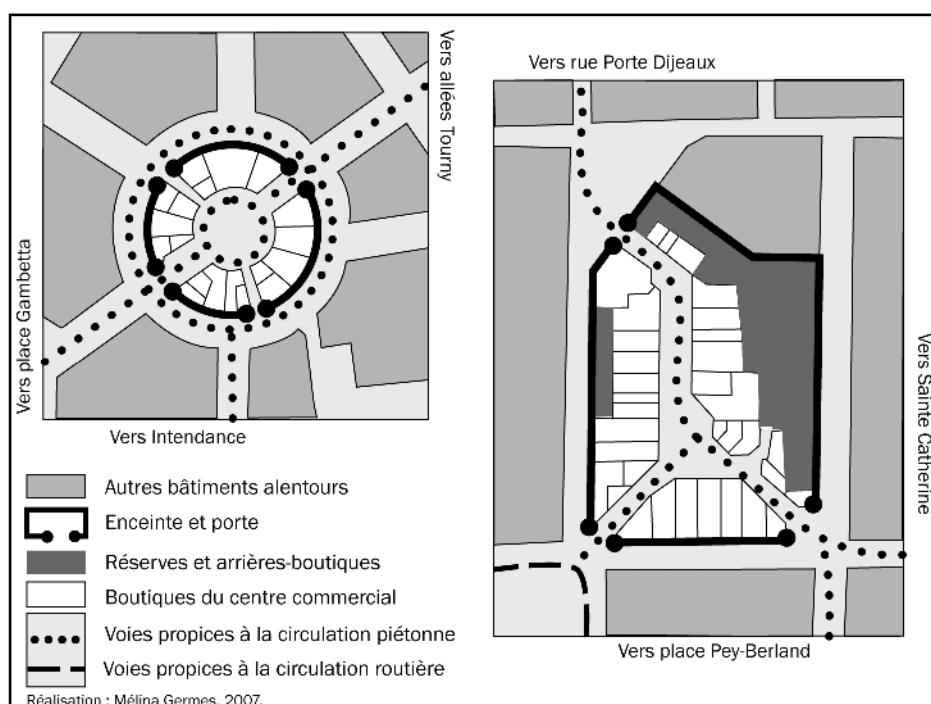 Vers allées Tourny
Vers place Gambetta
Vers Intendance
Vers rue Porte Dijeaux
Vers Sainte Catherine
Vers place Pey-Berland
Autres bâtiments alentours
Enceinte et porte
Réserves et arrières-boutiques
Boutiques du centre commercial
Voies propices à la circulation piétonne
Voies propices à la circulation routière
Réalisation : Mélina Germes, 2007.